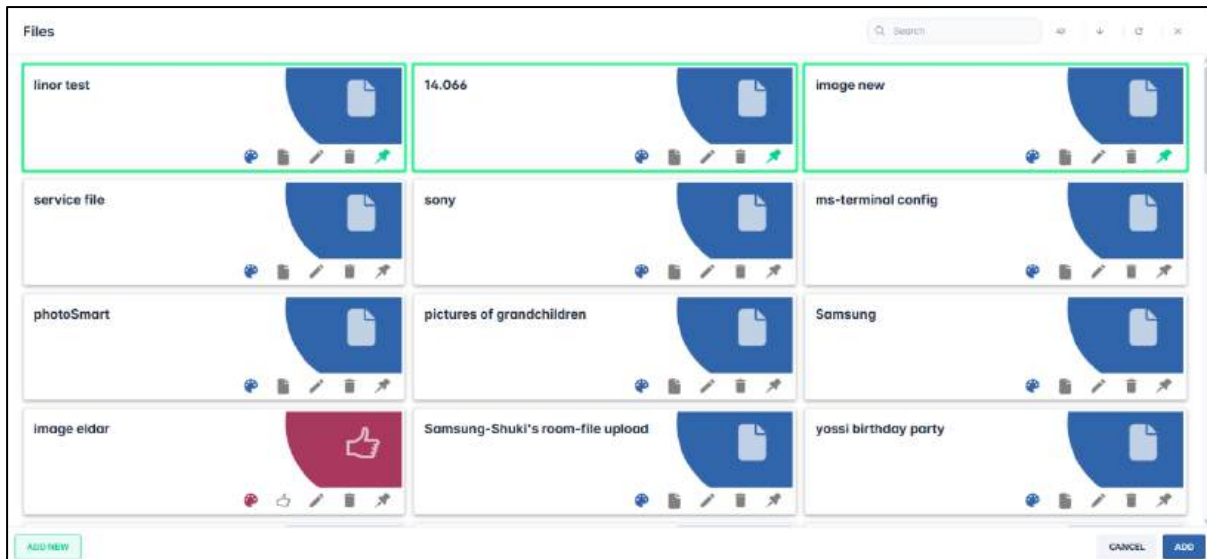 Files
Search
linor test
14.066
image new
service file
sony
ms-terminal config
photoSmart
pictures of grandchildren
Samsung
image eldar
Samsung-Shuki's room-file upload
yossi birthday party
ADD NEW
CANCEL
ADD